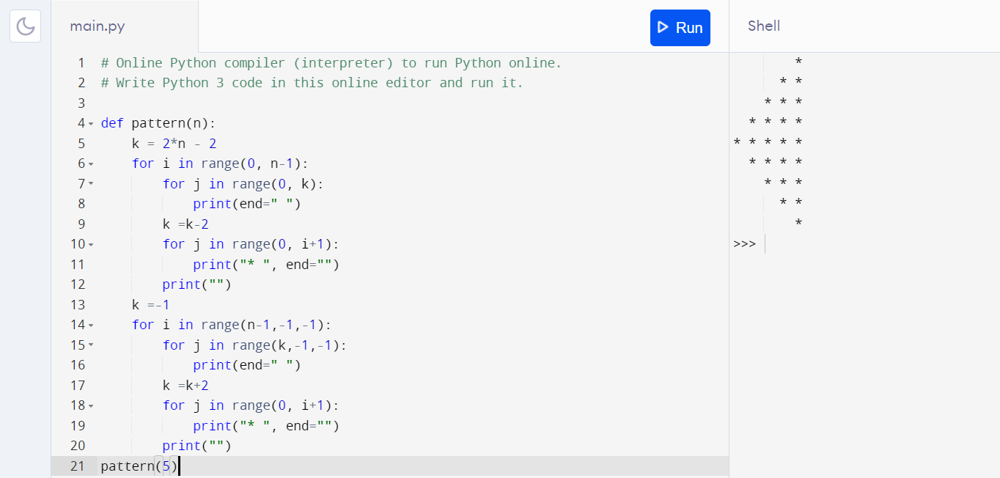 main.py
Run
Shell
1 # Online Python compiler (interpreter) to run Python online.
2 # Write Python 3 code in this online editor and run it.
3
4 def pattern(n):
5     k = 2*n - 2
6     for i in range(0, n-1):
7         for j in range(0, k):
8             print(end=" ")
9         k =k-2
10         for j in range(0, i+1):
11             print("* ", end="")
12         print("")
13     k =-1
14     for i in range(n-1,-1,-1):
15         for j in range(k,-1,-1):
16             print(end=" ")
17         k =k+2
18         for j in range(0, i+1):
19             print("* ", end="")
20         print("")
21 pattern(5)
        *
      * *
    * * *
  * * * *
* * * * *
  * * * *
    * * *
      * *
        *
>>>